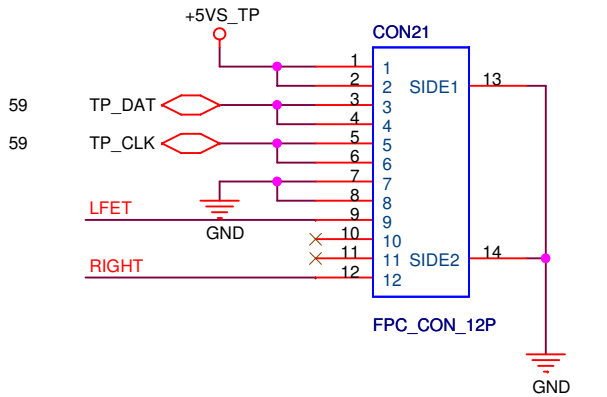 +5VS_TP
CON21
1 1
2 2 SIDE1 13
59 TP_DAT 3 3
4 4
59 TP_CLK 5 5
6 6
7 7
8 8
LFET 9 9
GND
10 10
11 11 SIDE2 14
RIGHT 12 12
FPC_CON_12P
GND